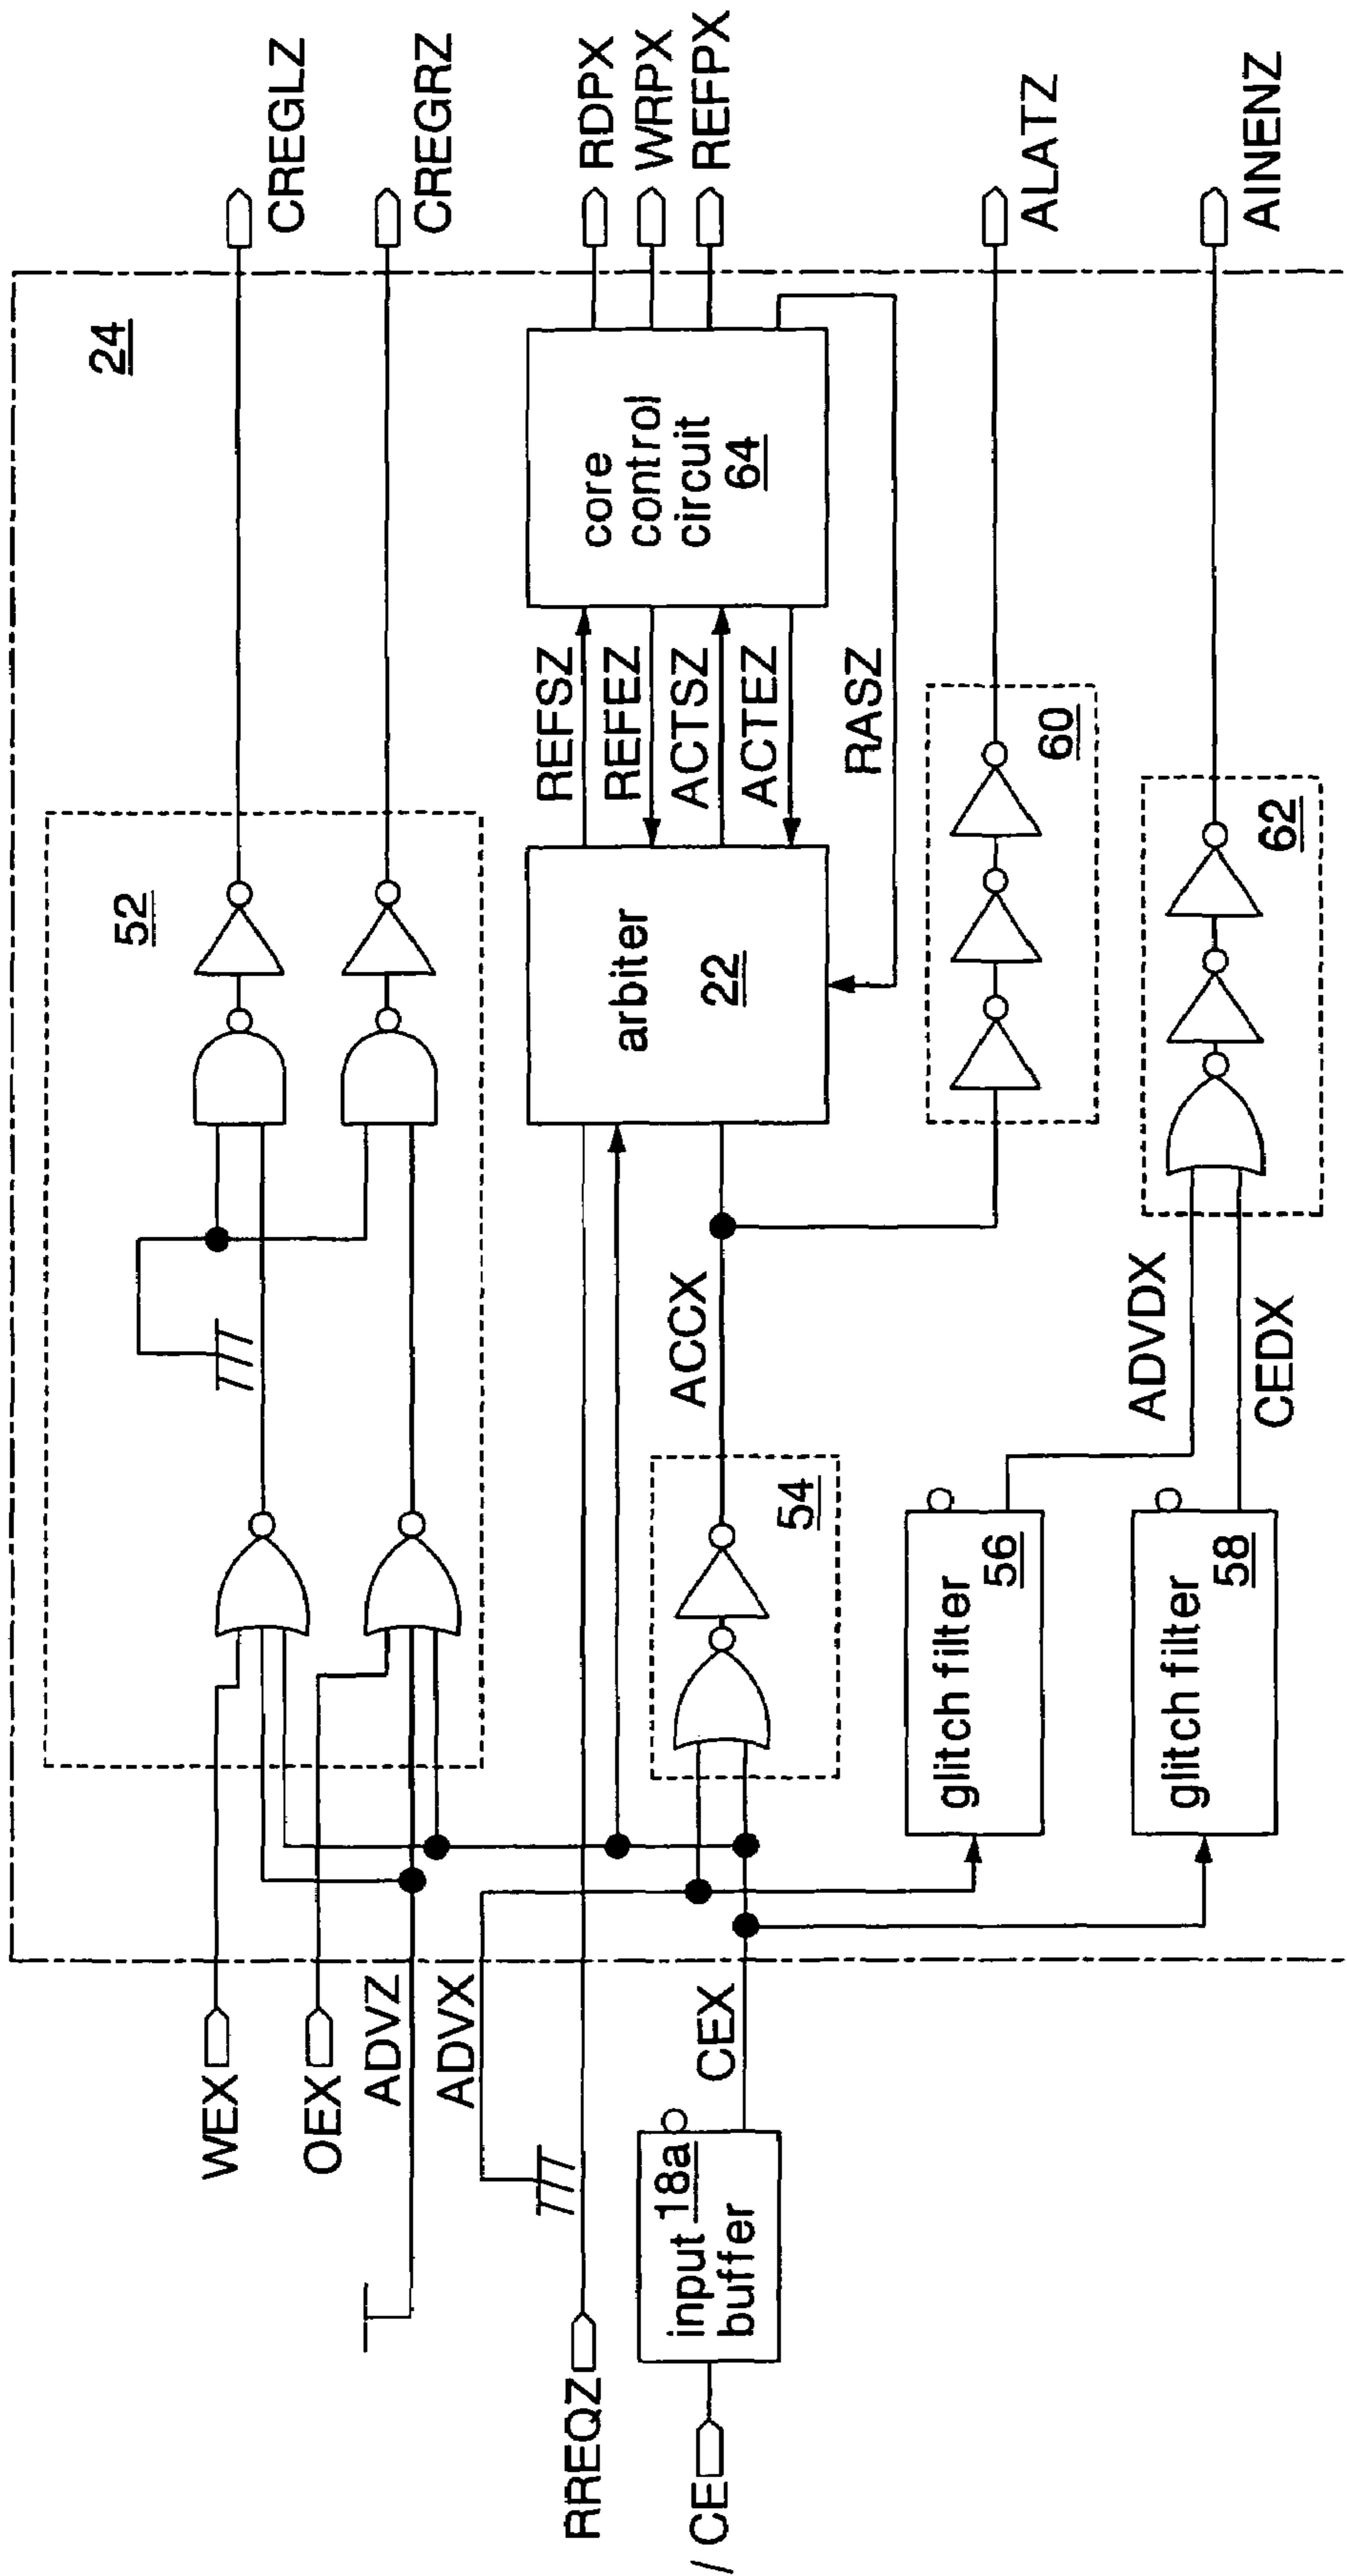 24
WEX
OEX
ADVZ
ADVX
RREQZ
/ CE
input 18a
buffer
CEX
52
CREGLZ
CREGRZ
54
ACCX
arbiter
22
REFSZ
REFEZ
ACTSZ
ACTEZ
RASZ
core
control
circuit
64
RDPX
WRPX
REFPX
60
ALATZ
glitch filter
56
glitch filter
58
ADVDX
CEDX
62
AINENZ